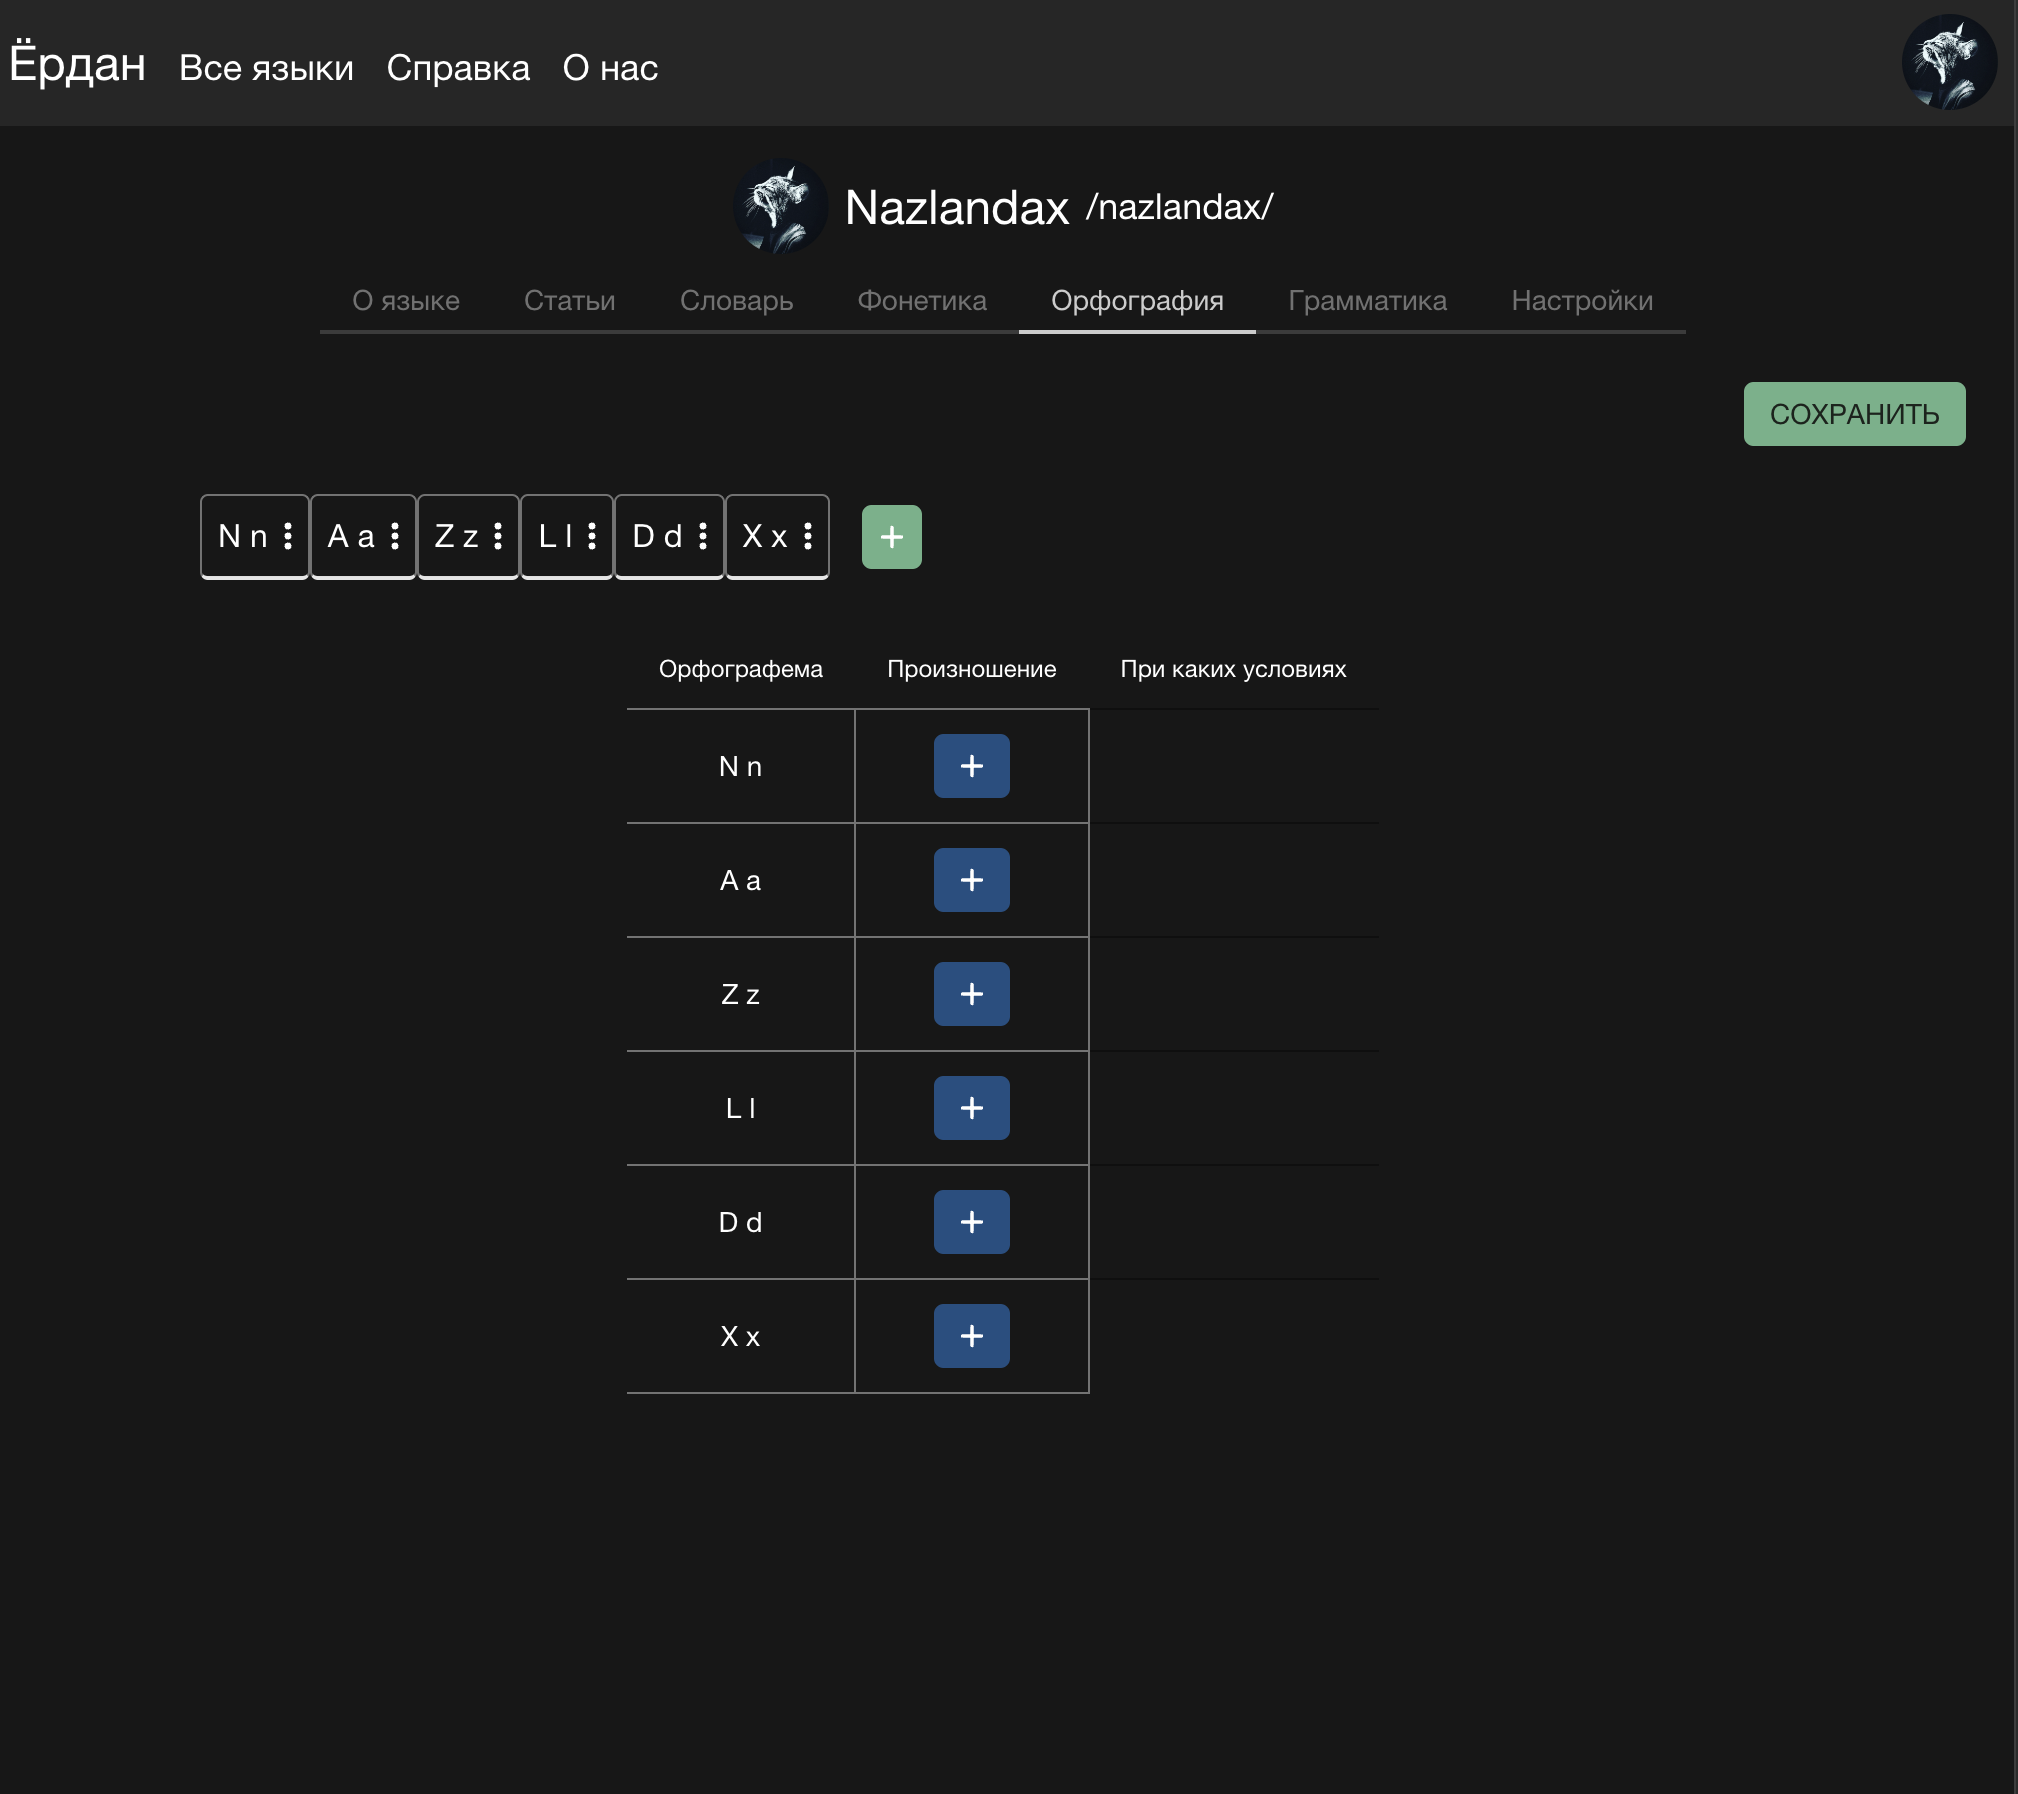 Ёрдан Все языки Справка О нас
Nazlandax /nazlandax/
О языке Статьи Словарь Фонетика Орфография Грамматика Настройки
СОХРАНИТЬ
N n A a Z z L l D d X x +
Орфографема Произношение При каких условиях
N n +
A a +
Z z +
L l +
D d +
X x +